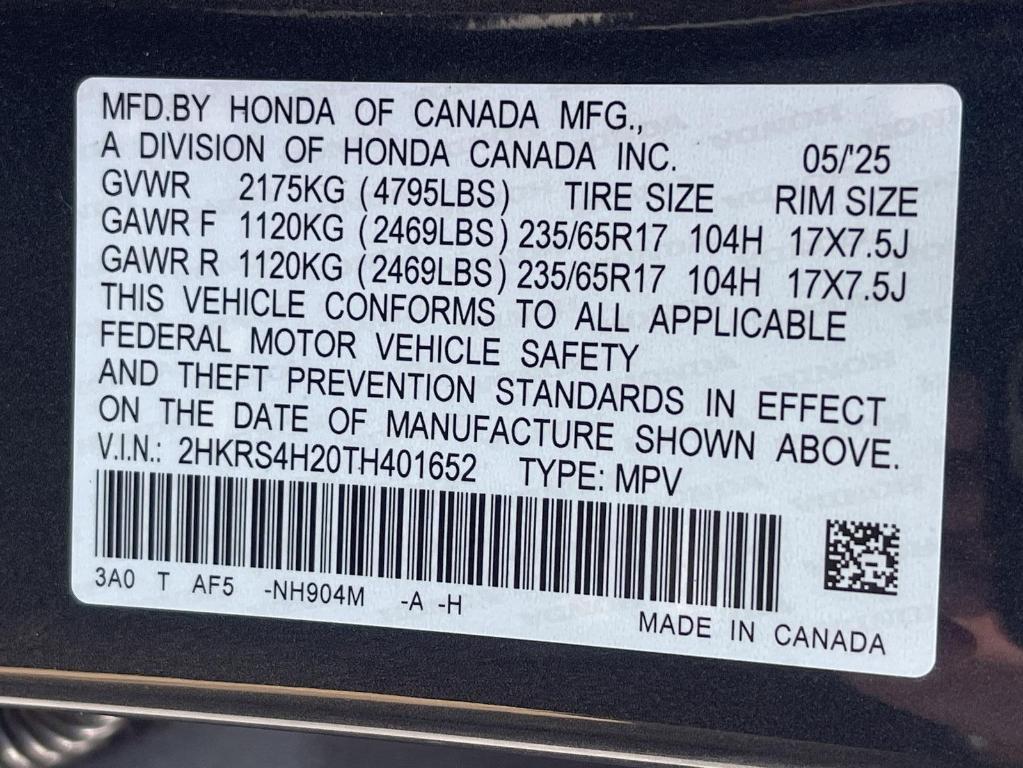 MFD.BY HONDA OF CANADA MFG.,
A DIVISION OF HONDA CANADA INC. 05/'25
GVWR 2175KG (4795LBS) TIRE SIZE RIM SIZE
GAWR F 1120KG (2469LBS) 235/65R17 104H 17X7.5J
GAWR R 1120KG (2469LBS) 235/65R17 104H 17X7.5J
THIS VEHICLE CONFORMS TO ALL APPLICABLE
FEDERAL MOTOR VEHICLE SAFETY
AND THEFT PREVENTION STANDARDS IN EFFECT
ON THE DATE OF MANUFACTURE SHOWN ABOVE.
V.I.N.: 2HKRS4H20TH401652 TYPE: MPV
3A0 T AF5 -NH904M -A -H
MADE IN CANADA